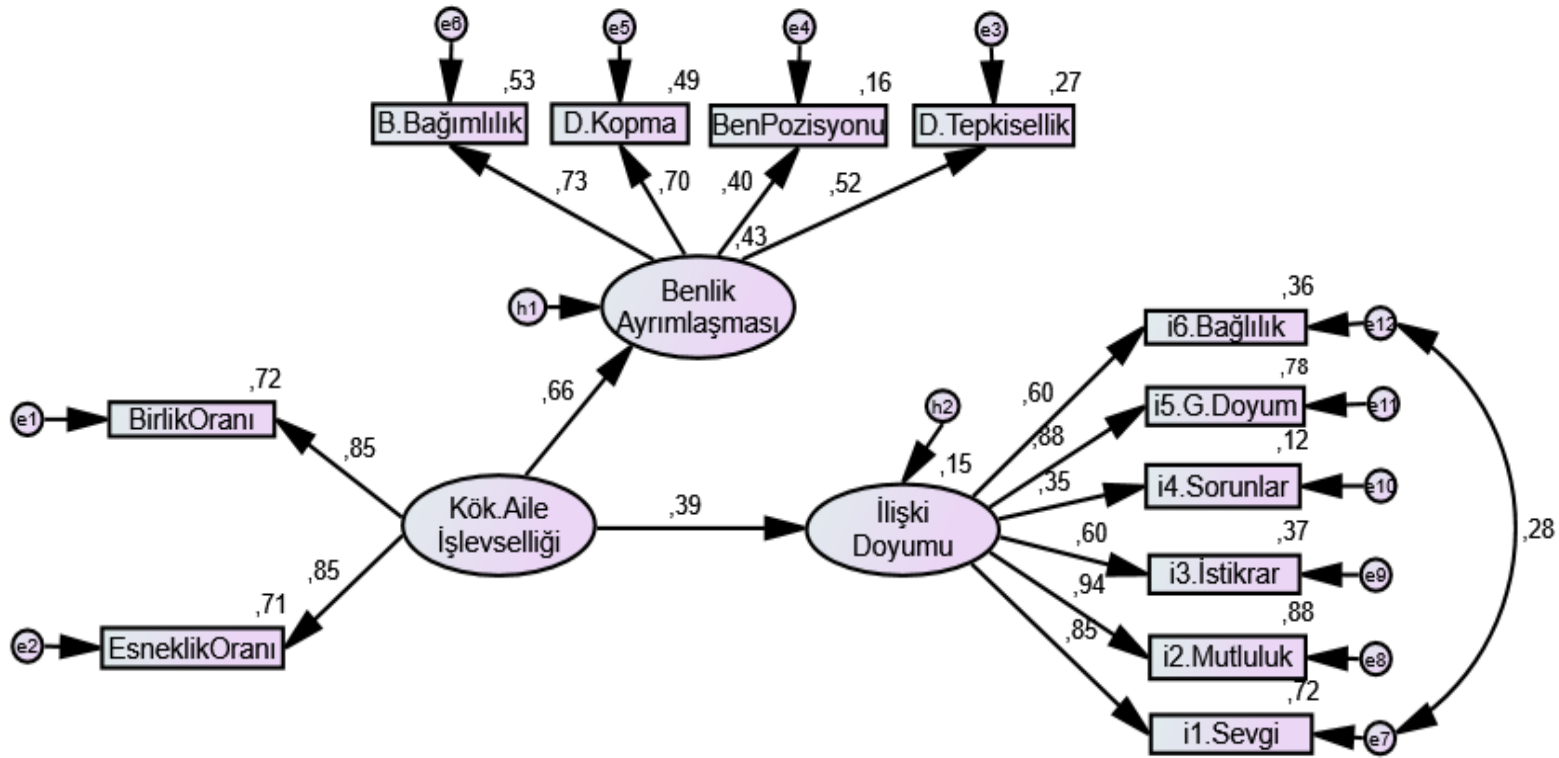 e6
e5
e4
e3
,53
,49
,16
,27
B.Bağımlılık
D.Kopma
BenPozisyonu
D.Tepkisellik
,73
,70
,40
,52
,43
h1
Benlik
Ayrımlaşması
,36
i6.Bağlılık
e12
,66
,60
,78
i5.G.Doyum
e11
,72
e1
BirlikOranı
,85
h2
,88
,12
,15
,35
i4.Sorunlar
e10
Kök.Aile
İşlevselliği
,39
İlişki
Doyumu
,60
,37
i3.İstikrar
e9
,28
,85
,94
,71
e2
EsneklikOranı
,88
i2.Mutluluk
e8
,85
,72
i1.Sevgi
e7